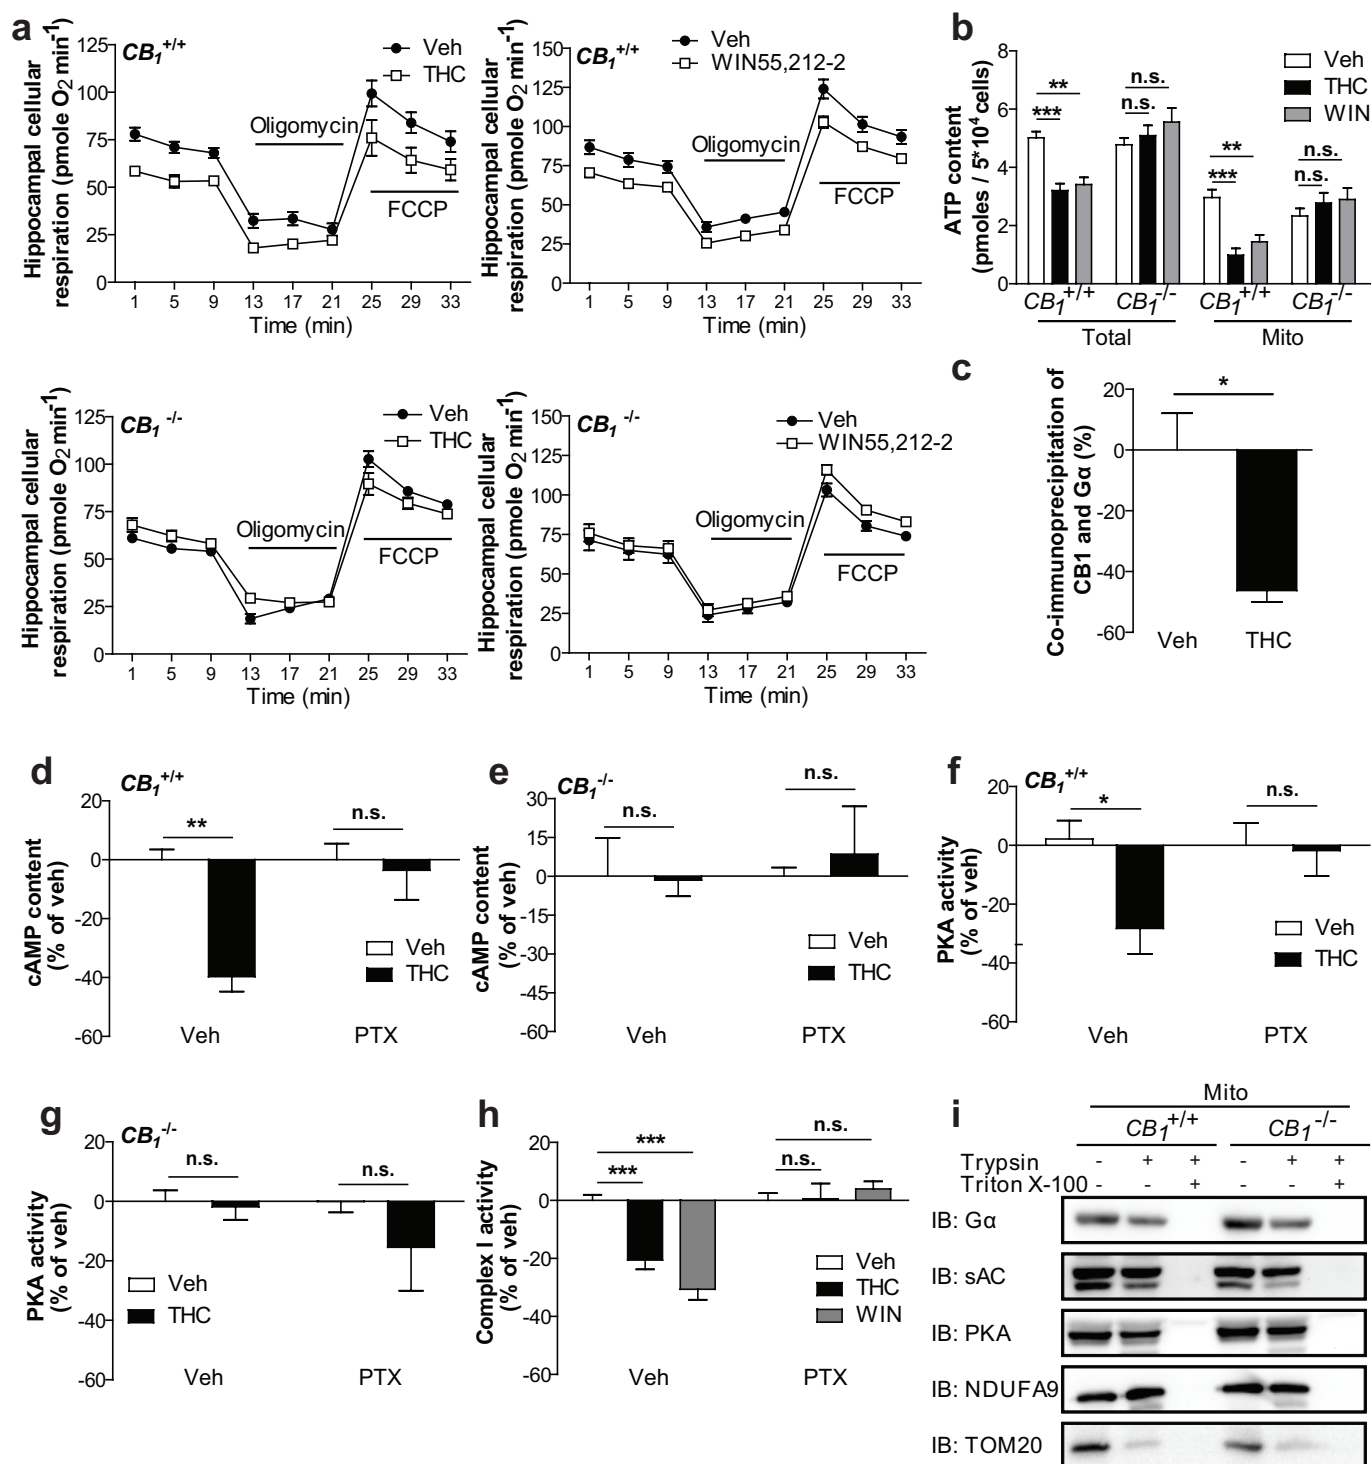 a
CB1+/+
Veh
THC
Oligomycin
FCCP
125
100
75
50
25
0
1 5 9 13 17 21 25 29 33
Time (min)
Hippocampal cellular
respiration (pmole O2 min-1)
CB1+/+
Veh
WIN55,212-2
Oligomycin
FCCP
150
125
100
75
50
25
0
1 5 9 13 17 21 25 29 33
Time (min)
Hippocampal cellular
respiration (pmole O2 min-1)
CB1 -/-
Veh
THC
Oligomycin
FCCP
125
100
75
50
25
0
1 5 9 13 17 21 25 29 33
Time (min)
Hippocampal cellular
respiration (pmole O2 min-1)
CB1 -/-
Veh
WIN55,212-2
Oligomycin
FCCP
150
125
100
75
50
25
0
1 5 9 13 17 21 25 29 33
Time (min)
Hippocampal cellular
respiration (pmole O2 min-1)
b
Veh
THC
WIN
ATP content
(pmoles / 5*10^4 cells)
8
6
4
2
0
**
***
n.s.
n.s.
**
***
n.s.
n.s.
CB1+/+ CB1-/- CB1+/+ CB1-/-
Total Mito
c
Co-immunoprecipitation of
CB1 and Gα (%)
20
0
-20
-40
-60
*
Veh THC
d
CB1+/+
cAMP content
(% of veh)
20
0
-20
-40
-60
**
n.s.
Veh
THC
Veh PTX
e
CB1-/-
cAMP content
(% of veh)
30
15
0
-15
-30
-45
-60
n.s.
n.s.
Veh
THC
Veh PTX
f
CB1+/+
PKA activity
(% of veh)
20
0
-20
-40
-60
*
n.s.
Veh
THC
Veh PTX
g
CB1-/-
PKA activity
(% of veh)
20
0
-20
-40
-60
n.s.
n.s.
Veh
THC
Veh PTX
h
Complex I activity
(% of veh)
20
0
-20
-40
-60
***
***
n.s.
n.s.
Veh
THC
WIN
Veh PTX
i
Mito
CB1+/+ CB1-/-
Trypsin - + + - + +
Triton X-100 - - + - - +
IB: Gα
IB: sAC
IB: PKA
IB: NDUFA9
IB: TOM20